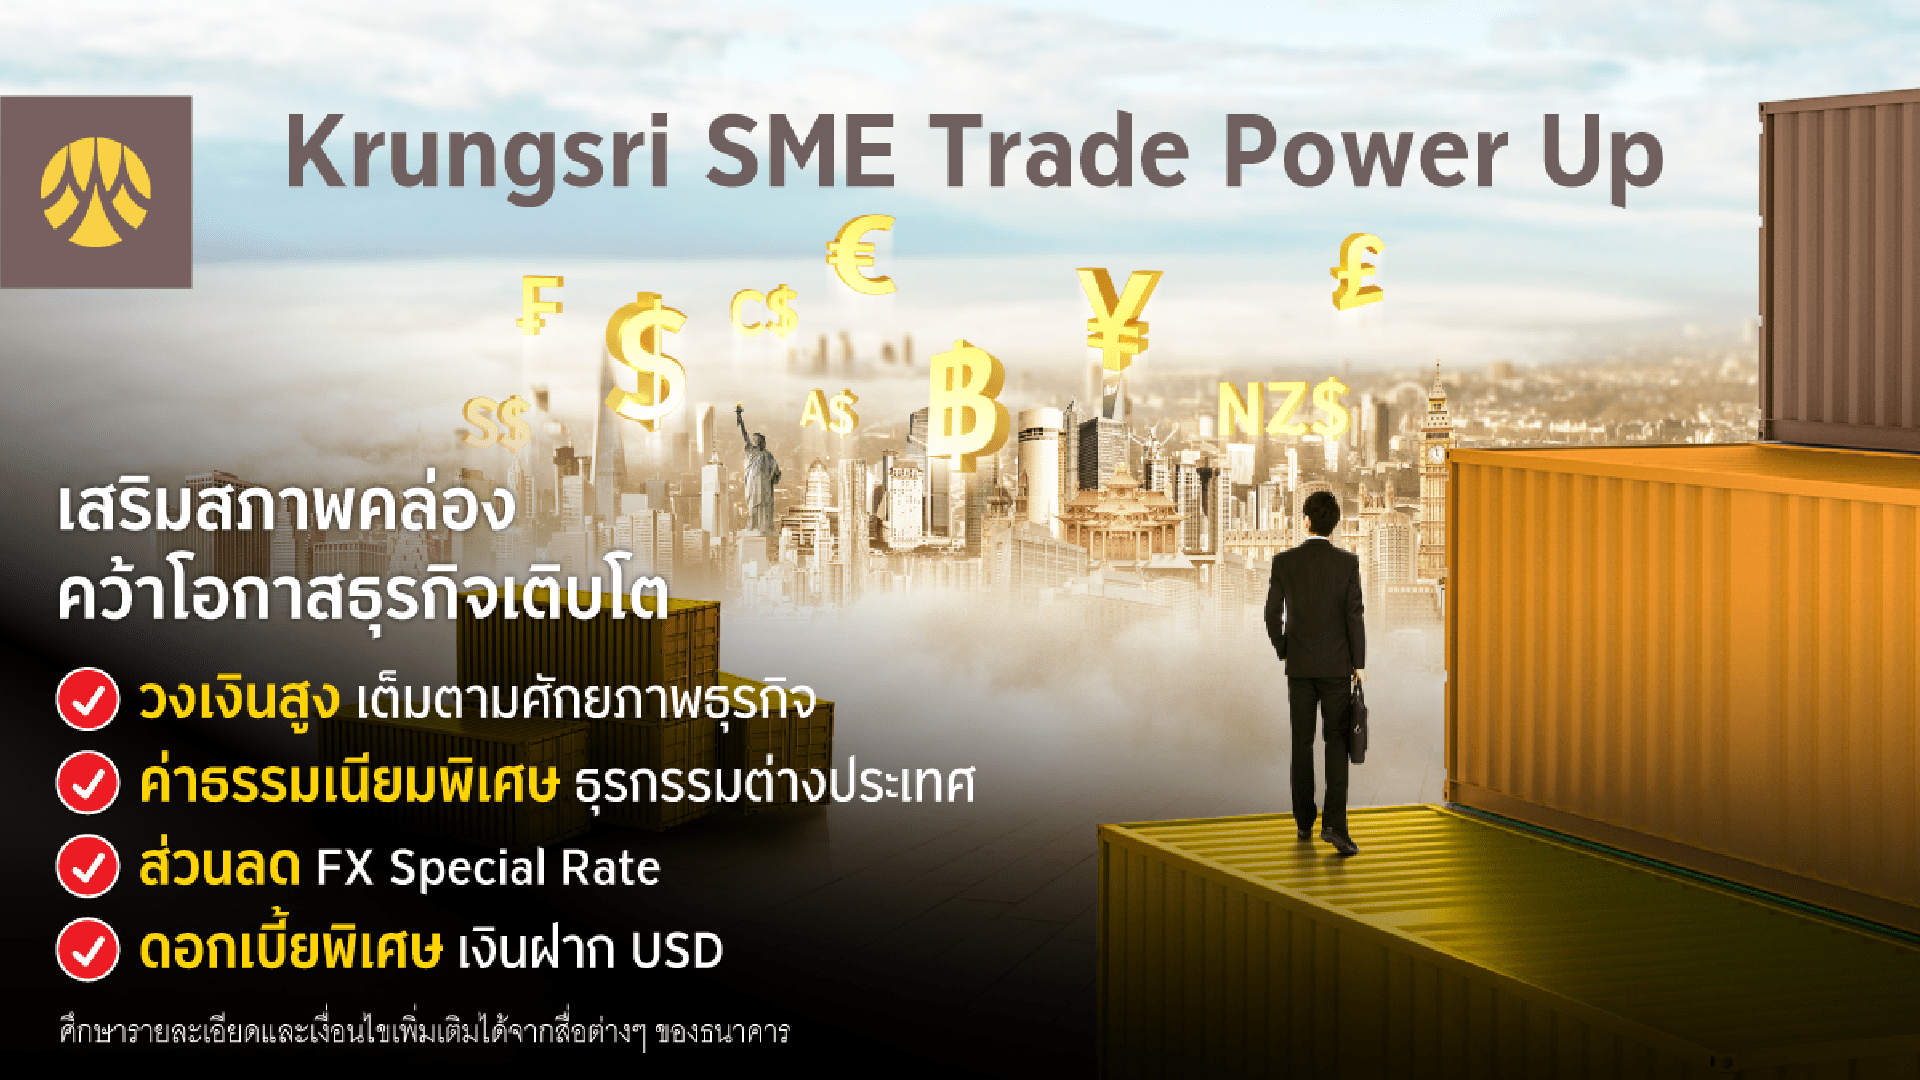 Krungsri SME Trade Power Up
€
£
₣
$
C$
¥
S$
A$
฿
NZ$
เสริมสภาพคล่อง
คว้าโอกาสธุรกิจเติบโต
วงเงินสูง เต็มตามศักยภาพธุรกิจ
ค่าธรรมเนียมพิเศษ ธุรกรรมต่างประเทศ
ส่วนลด FX Special Rate
ดอกเบี้ยพิเศษ เงินฝาก USD
ศึกษารายละเอียดและเงื่อนไขเพิ่มเติมได้จากสื่อต่างๆ ของธนาคาร